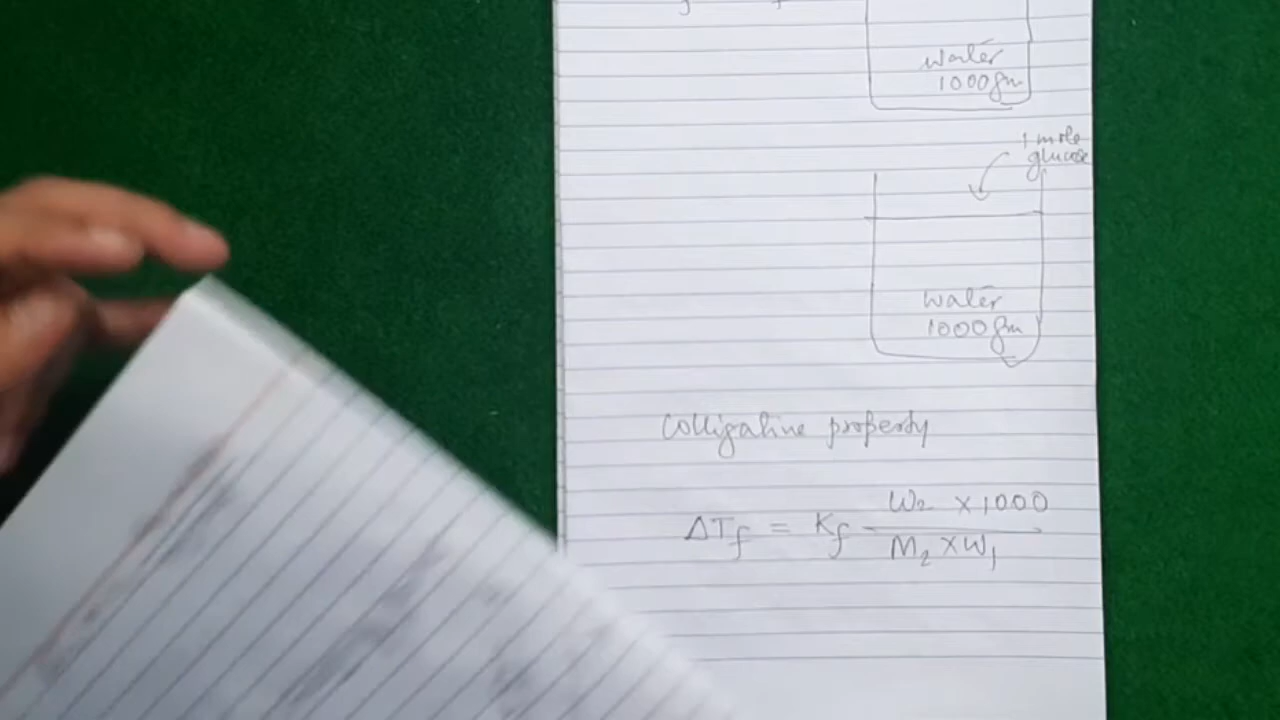 water
1000gm
1 mole
glucose
water
1000gm
Colligative property
ΔTf = Kf W2 ×1000
M2 ×W1